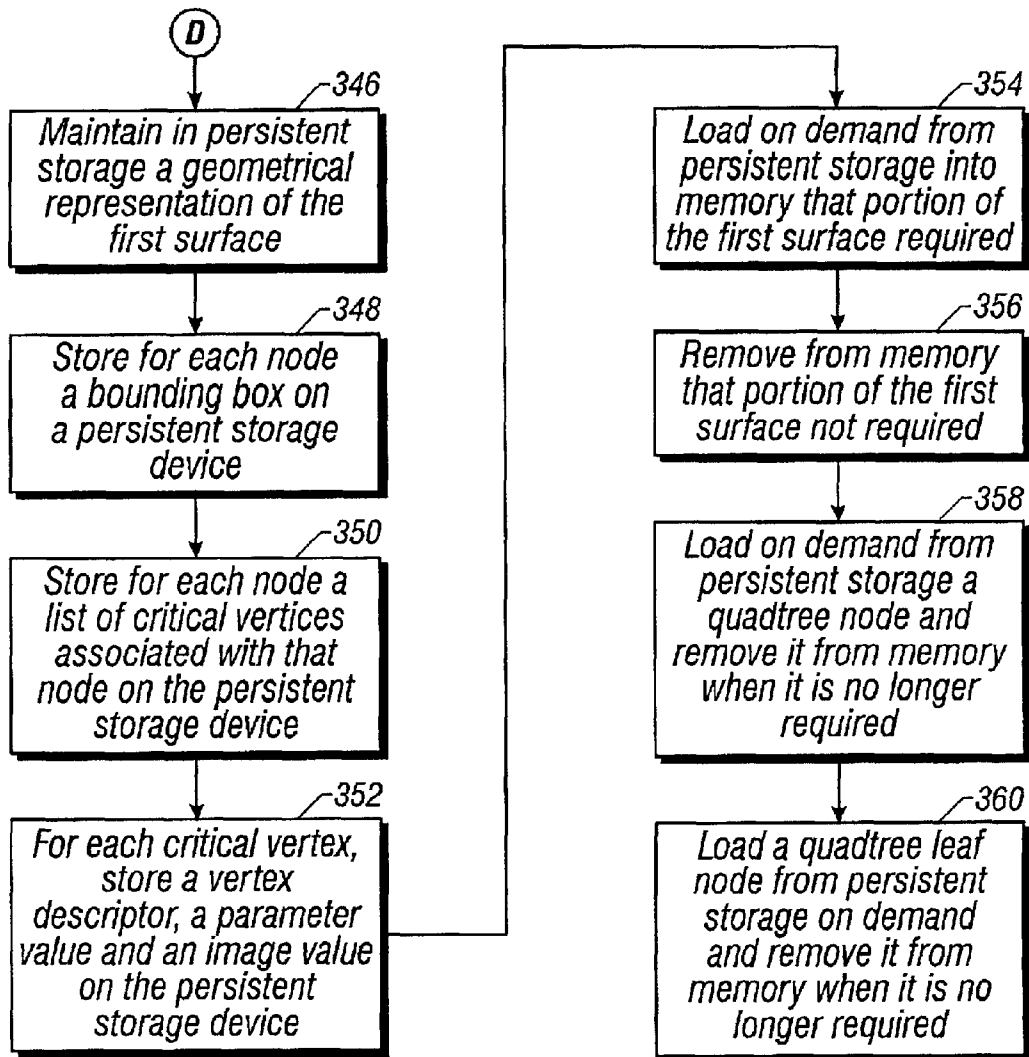 D
346
Maintain in persistent
storage a geometrical
representation of the
first surface
348
Store for each node
a bounding box on
a persistent storage
device
350
Store for each node a
list of critical vertices
associated with that
node on the persistent
storage device
352
For each critical vertex,
store a vertex
descriptor, a parameter
value and an image value
on the persistent
storage device
354
Load on demand from
persistent storage into
memory that portion of
the first surface required
356
Remove from memory
that portion of the first
surface not required
358
Load on demand from
persistent storage a
quadtree node and
remove it from memory
when it is no longer
required
360
Load a quadtree leaf
node from persistent
storage on demand
and remove it from
memory when it is no
longer required